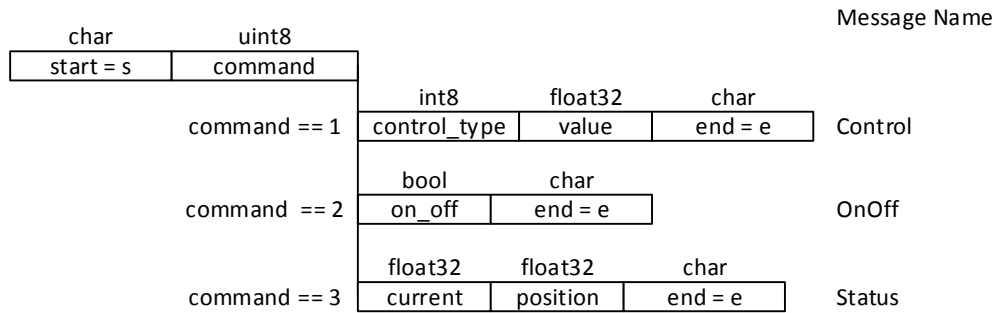 Message Name
char uint8
start = s command
int8 float32 char
command == 1 control_type value end = e Control
bool char
command == 2 on_off end = e OnOff
float32 float32 char
command == 3 current position end = e Status